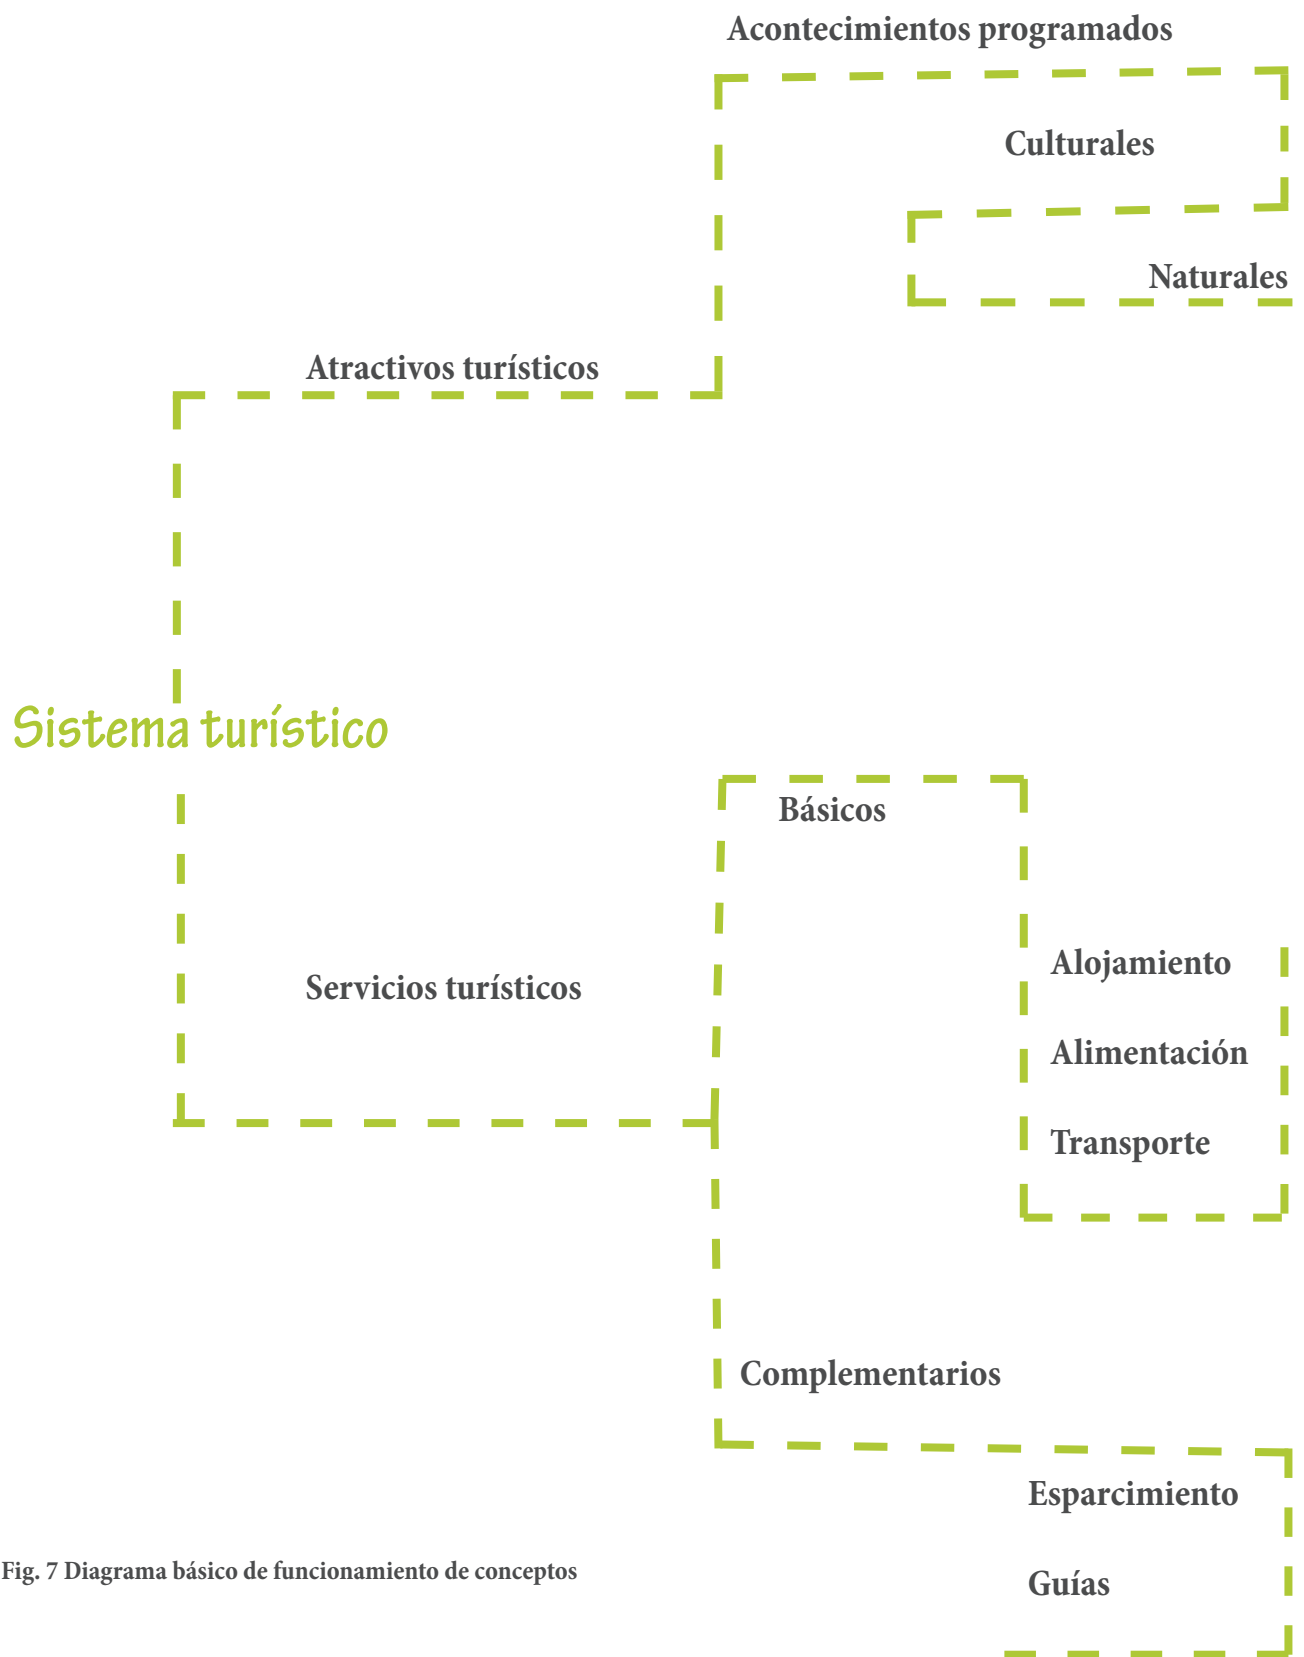 Acontecimientos programados
Culturales
Naturales
Atractivos turísticos
Sistema turístico
Básicos
Servicios turísticos
Alojamiento
Alimentación
Transporte
Complementarios
Esparcimiento
Guías
Fig. 7 Diagrama básico de funcionamiento de conceptos